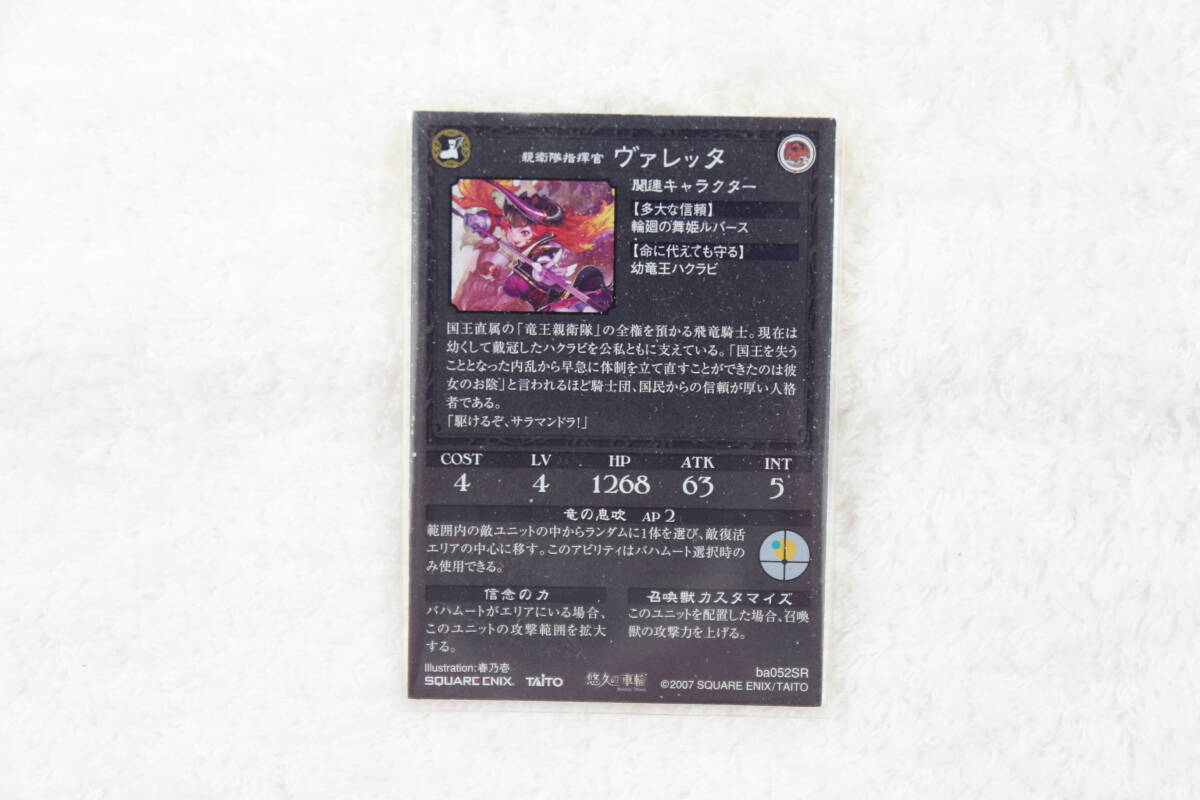 親衛隊指揮官 ヴァレッタ
関連キャラクター
【多大な信頼】
輪廻の舞姫ルバース
【命に代えても守る】
幼竜王ハクラビ
国王直属の「竜王親衛隊」の全権を預かる飛竜騎士。現在は
幼くして戴冠したハクラビを公私ともに支えている。「国王を失う
こととなった内乱から早急に体制を立て直すことができたのは彼
女のお陰」と言われるほど騎士団、国民からの信頼が厚い人格
者である。
「駆けるぞ、サラマンドラ!」
COST LV HP ATK INT
4 4 1268 63 5
竜の息吹 AP 2
範囲内の敵ユニットの中からランダムに1体を選び、敵復活
エリアの中心に移す。このアビリティはバハムート選択時の
み使用できる。
信念の力
バハムートがエリアにいる場合、
このユニットの攻撃範囲を拡大
する。
召喚獣カスタマイズ
このユニットを配置した場合、召喚
獣の攻撃力を上げる。
Illustration:春乃壱
ba052SR
SQUARE ENIX. TAITO 悠久の車輪
©2007 SQUARE ENIX/TAITO